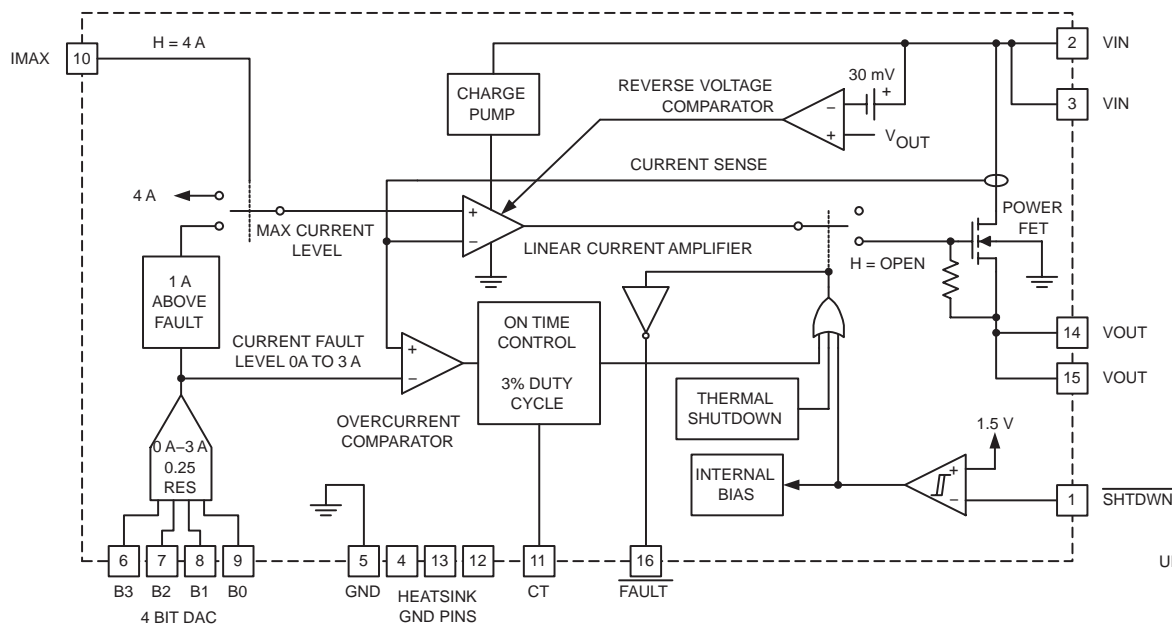 H = 4 A
IMAX
10
2
VIN
30 mV
+
CHARGE
PUMP
REVERSE VOLTAGE
COMPARATOR
−
+
VOUT
3
VIN
CURRENT SENSE
4 A
+
−
MAX CURRENT
LEVEL
LINEAR CURRENT AMPLIFIER
POWER
FET
H = OPEN
1 A
ABOVE
FAULT
CURRENT FAULT
LEVEL 0A TO 3 A
+
−
ON TIME
CONTROL
3% DUTY
CYCLE
14
VOUT
15
VOUT
OVERCURRENT
COMPARATOR
THERMAL
SHUTDOWN
1.5 V
0 A−3 A
0.25
RES
INTERNAL
BIAS
+
−
1
SHTDWN
6
7
8
9
5
4
13
12
11
16
B3
B2
B1
B0
GND
HEATSINK
GND PINS
CT
FAULT
4 BIT DAC